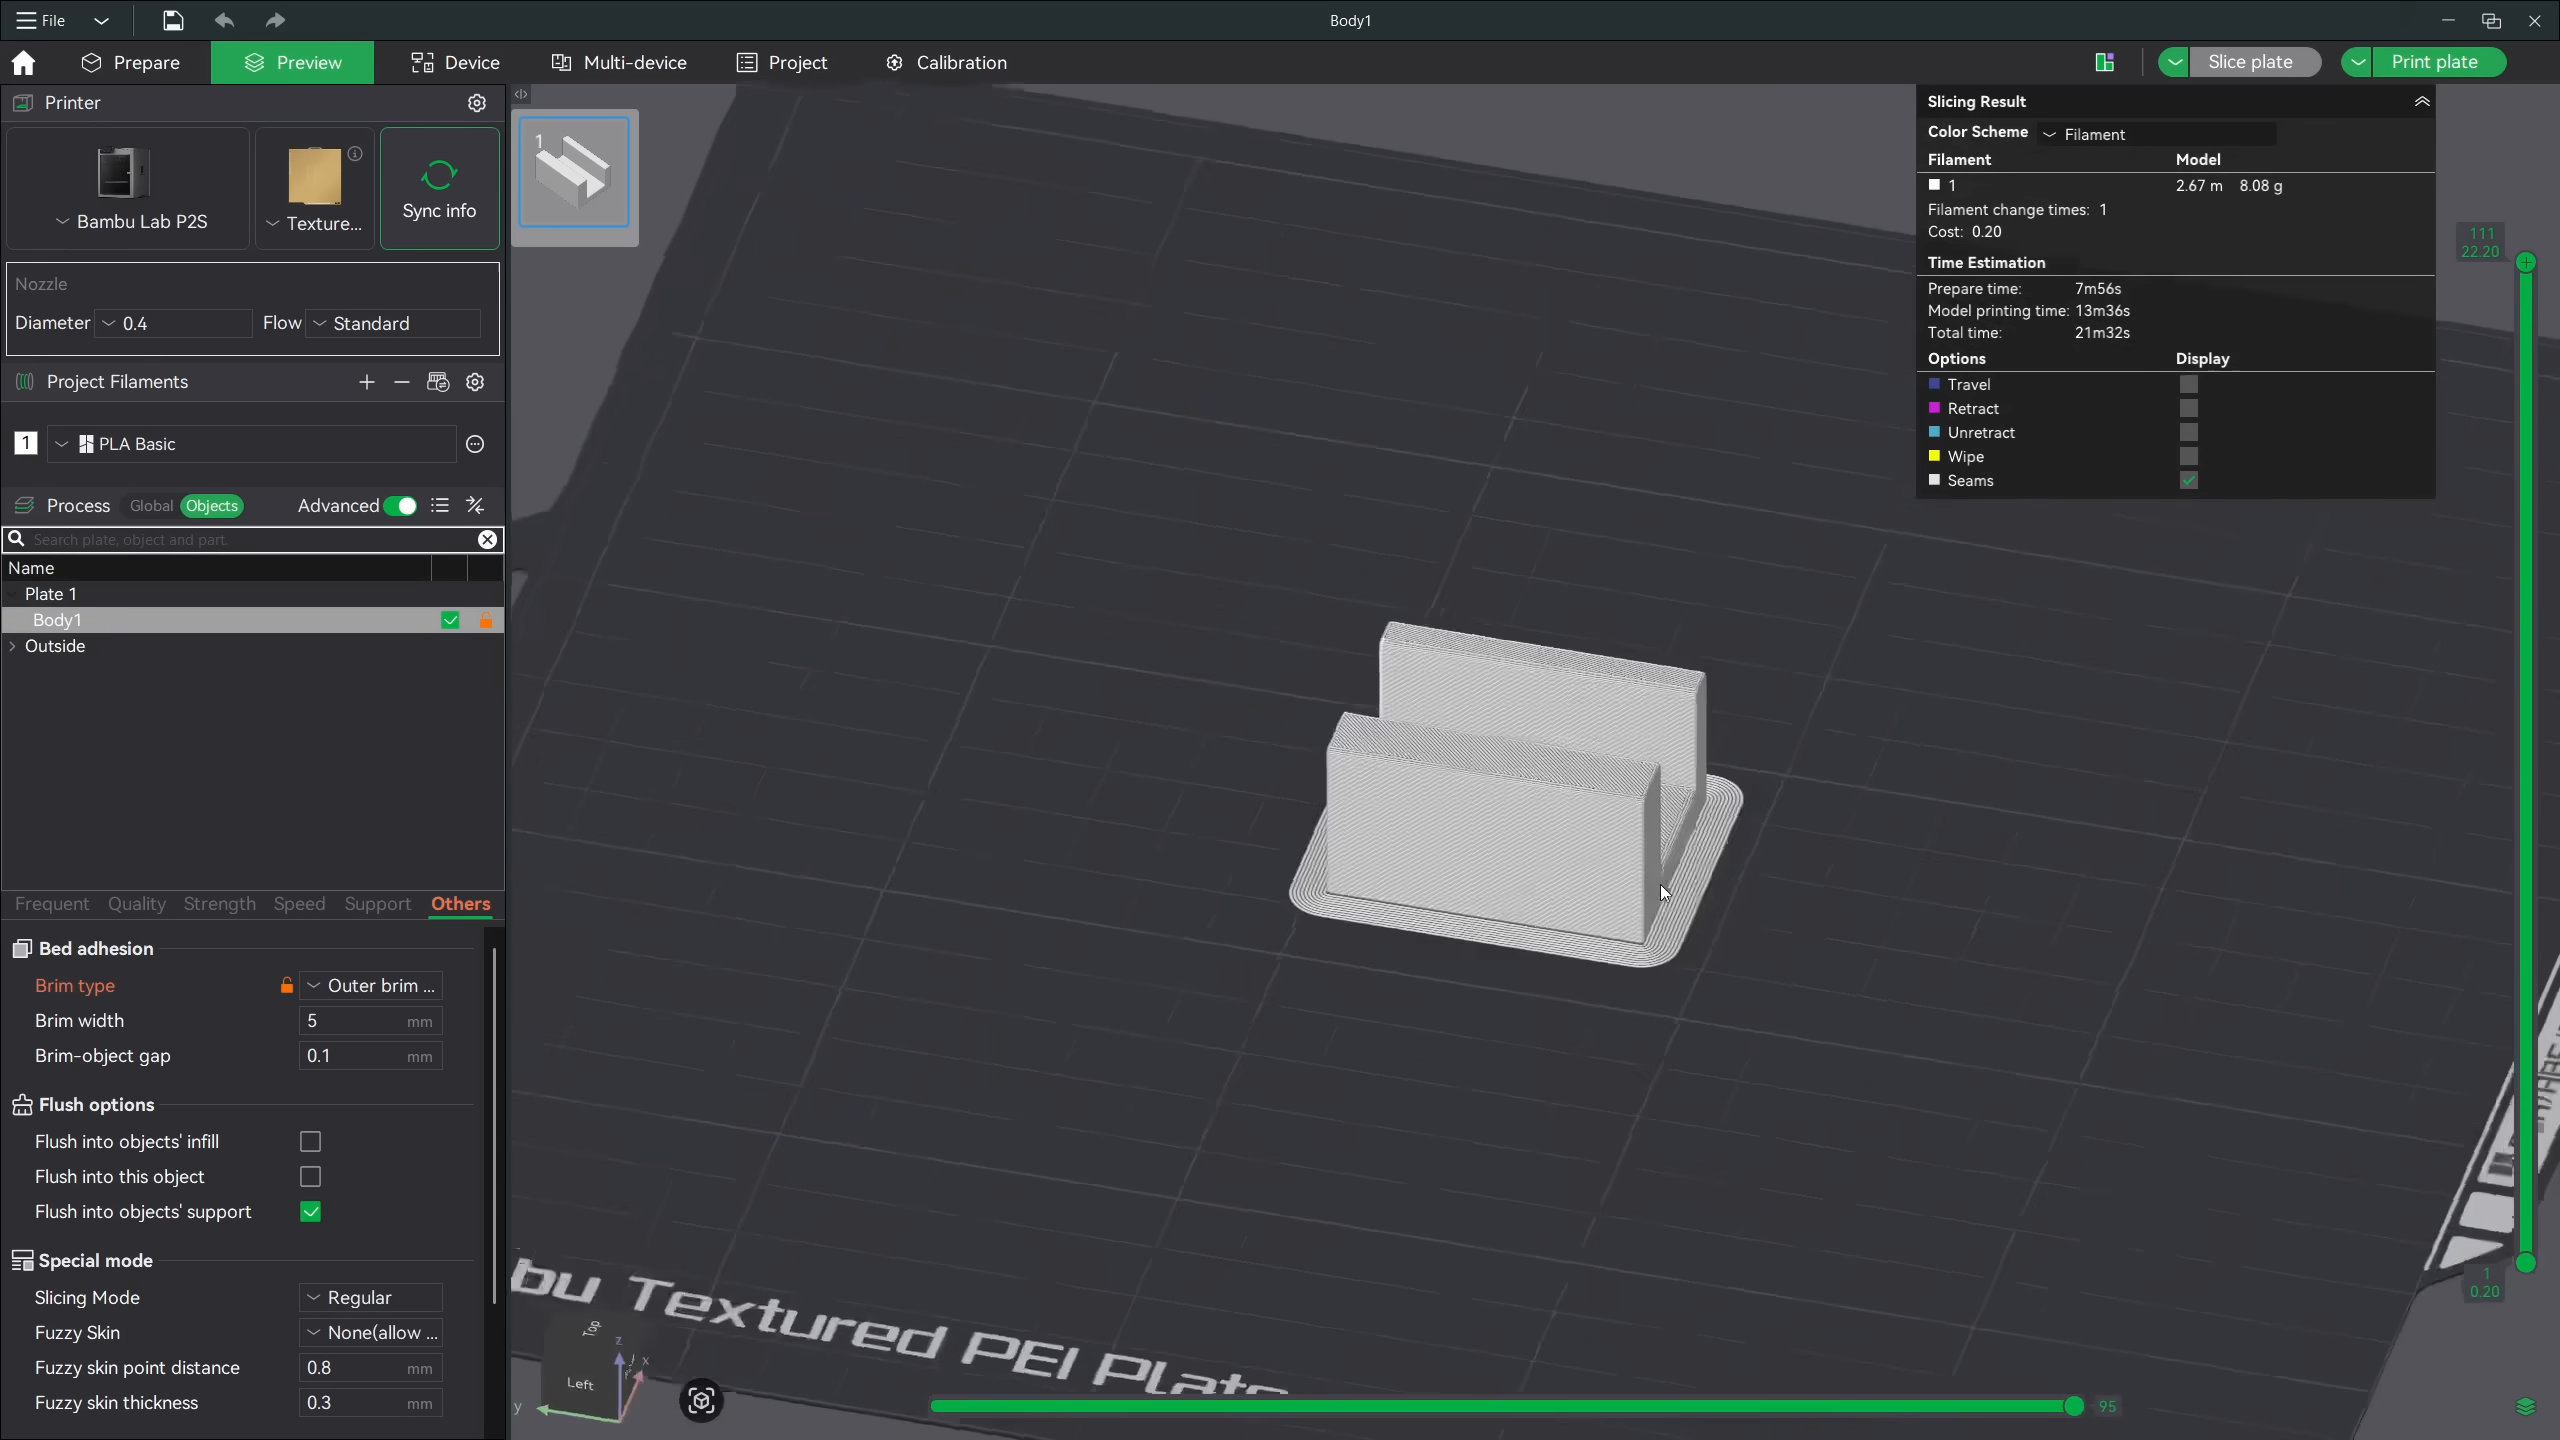 File
Body1
Prepare
Preview
Device
Multi-device
Project
Calibration
Slice plate
Print plate
Printer
Bambu Lab P2S
Texture...
Sync info
Nozzle
Diameter 0.4 Flow Standard
Project Filaments
1 PLA Basic
Process Global Objects Advanced
Search plate, object and part.
Name
Plate 1
Body1
Outside
Frequent Quality Strength Speed Support Others
Bed adhesion
Brim type Outer brim ...
Brim width 5 mm
Brim-object gap 0.1 mm
Flush options
Flush into objects' infill
Flush into this object
Flush into objects' support
Special mode
Slicing Mode Regular
Fuzzy Skin None(allow ...
Fuzzy skin point distance 0.8 mm
Fuzzy skin thickness 0.3 mm
1
Slicing Result
Color Scheme Filament
Filament Model
1 2.67 m 8.08 g
Filament change times: 1
Cost: 0.20
Time Estimation
Prepare time: 7m56s
Model printing time: 13m36s
Total time: 21m32s
Options Display
Travel
Retract
Unretract
Wipe
Seams
111
22.20
1
0.20
bu Textured PEI Plate
Top
Left
z
x
y
95